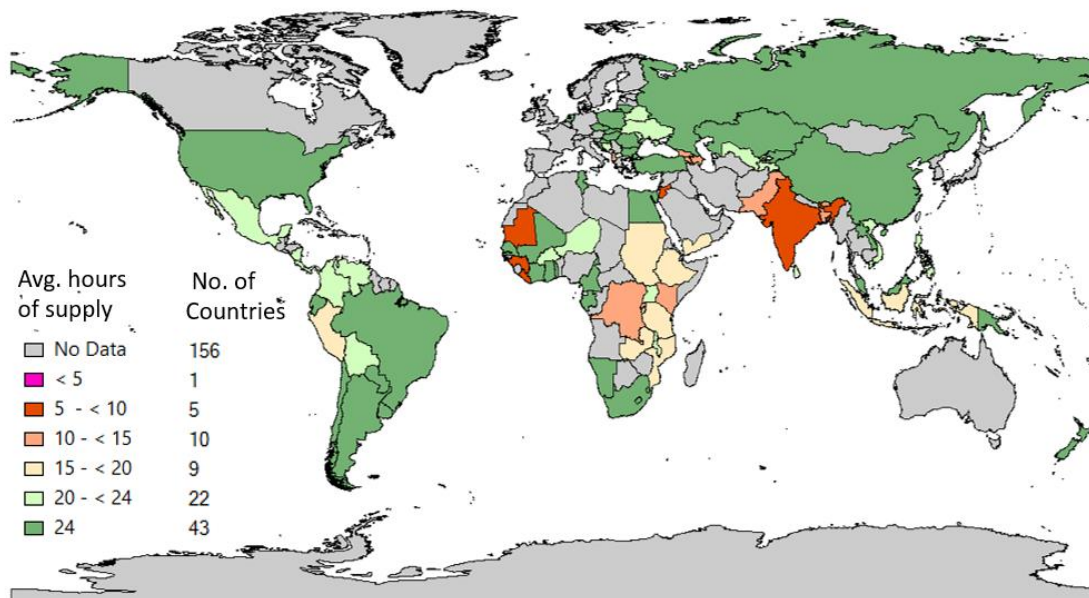 Avg. hours No. of
of supply Countries
No Data 156
< 5 1
5 - < 10 5
10 - < 15 10
15 - < 20 9
20 - < 24 22
24 43